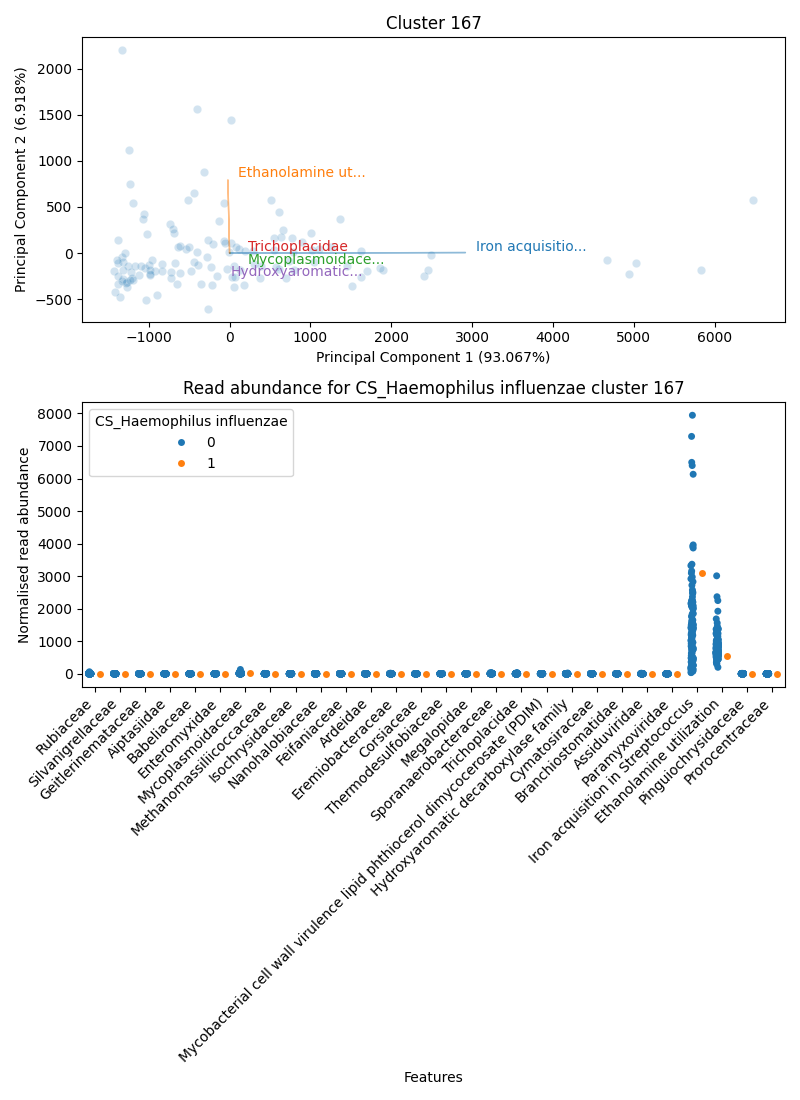 Cluster 167
Principal Component 2 (6.918%)
2000
1500
1000
500
0
−500
Ethanolamine ut...
Trichoplacidae
Iron acquisitio...
Mycoplasmoidace...
Hydroxyaromatic...
−1000
0
1000
2000
3000
4000
5000
6000
Principal Component 1 (93.067%)
Read abundance for CS_Haemophilus influenzae cluster 167
Normalised read abundance
8000
7000
6000
5000
4000
3000
2000
1000
0
CS_Haemophilus influenzae
0
1
Rubiaceae
Silvanigrellaceae
Geitlerinemataceae
Aiptasiidae
Babeliaceae
Enteromyxidae
Mycoplasmoidaceae
Methanomassiliicoccaceae
Isochrysidaceae
Nanohalobiaceae
Feifaniaceae
Ardeidae
Eremiobacteraceae
Corsiaceae
Thermodesulfobiaceae
Megalopidae
Sporanaerobacteraceae
Trichoplacidae
Mycobacterial cell wall virulence lipid phthiocerol dimycocerosate (PDIM)
Hydroxyaromatic decarboxylase family
Cymatosiraceae
Branchiostomatidae
Assiduviridae
Paramyxoviridae
Iron acquisition in Streptococcus
Ethanolamine utilization
Pinguiochrysidaceae
Prorocentraceae
Features